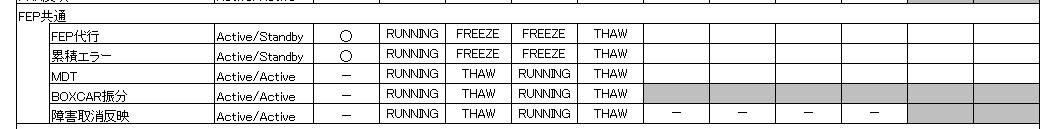 FEP共通
FEP代行 Active/Standby ○ RUNNING FREEZE FREEZE THAW
累積エラー Active/Standby ○ RUNNING FREEZE FREEZE THAW
MDT Active/Active － RUNNING THAW RUNNING THAW
BOXCAR振分 Active/Active － RUNNING THAW RUNNING THAW
障害取消反映 Active/Active － RUNNING THAW RUNNING THAW － － － －